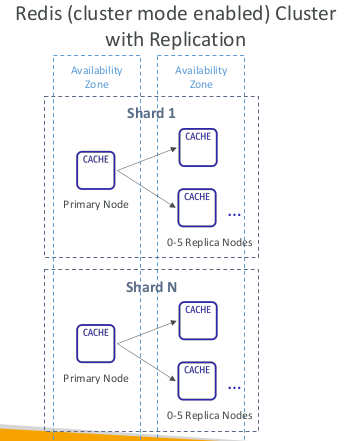 Redis (cluster mode enabled) Cluster
with Replication
Availability
Zone
Availability
Zone
Shard 1
CACHE
CACHE
CACHE
...
Primary Node
0-5 Replica Nodes
Shard N
CACHE
CACHE
CACHE
...
Primary Node
0-5 Replica Nodes